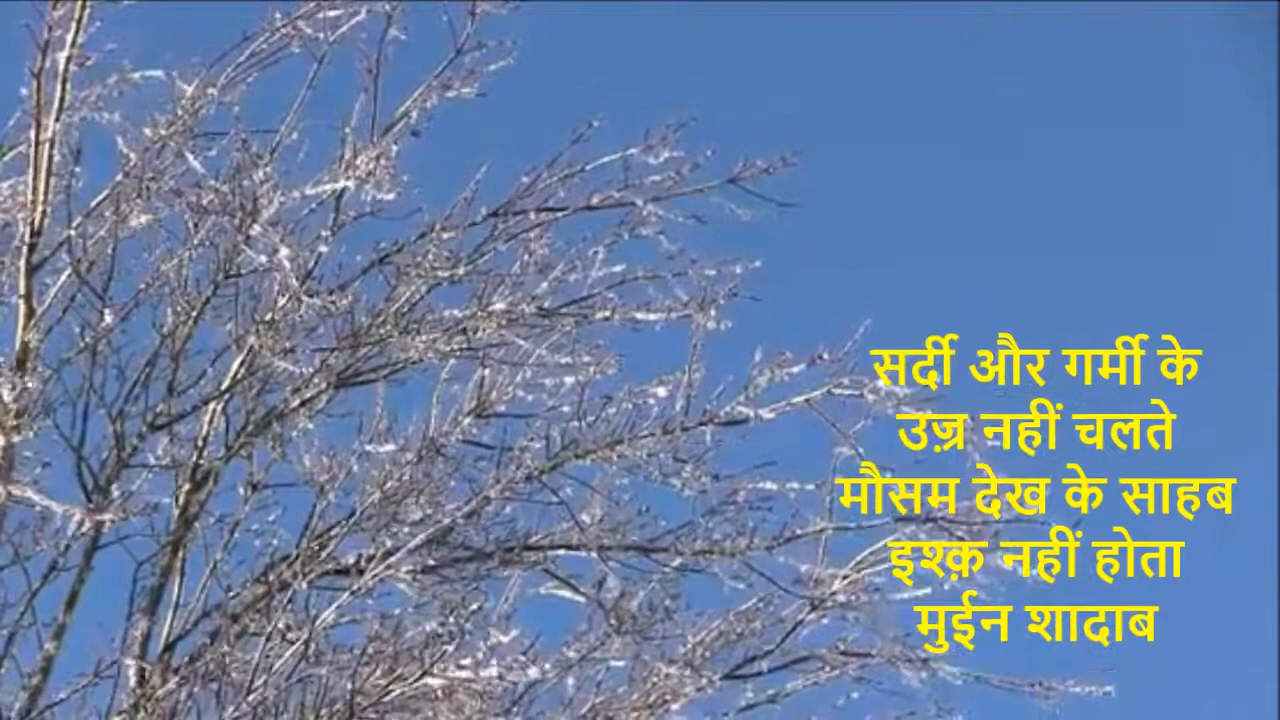 सर्दी और गर्मी के
उज़्र नहीं चलते
मौसम देख के साहब
इश्क़ नहीं होता
मुईन शादाब